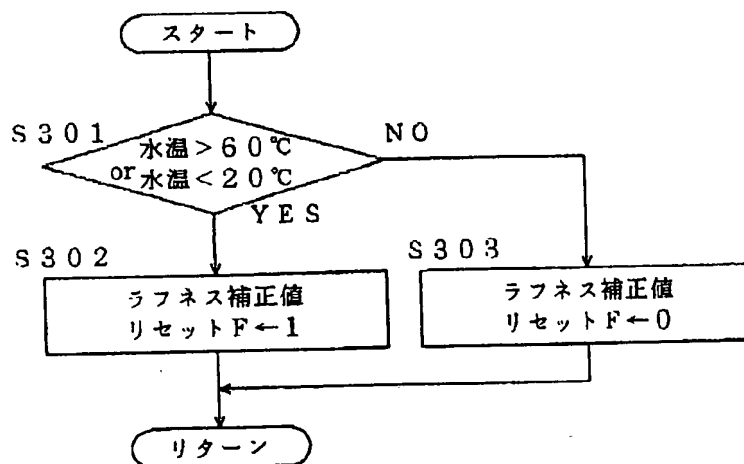 スタート
S301
水温>60℃
or水温<20℃
NO
YES
S302
ラフネス補正値
リセットF←1
S303
ラフネス補正値
リセットF←0
リターン